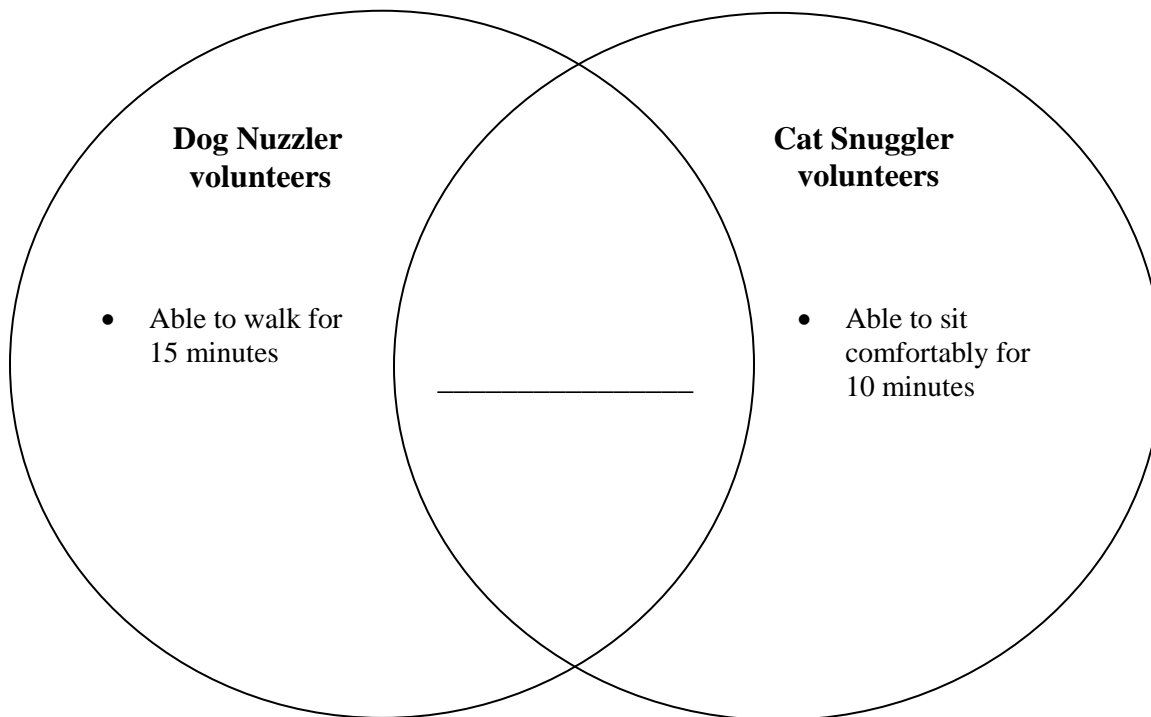 Dog Nuzzler
volunteers
• Able to walk for
15 minutes
________________
Cat Snuggler
volunteers
• Able to sit
comfortably for
10 minutes